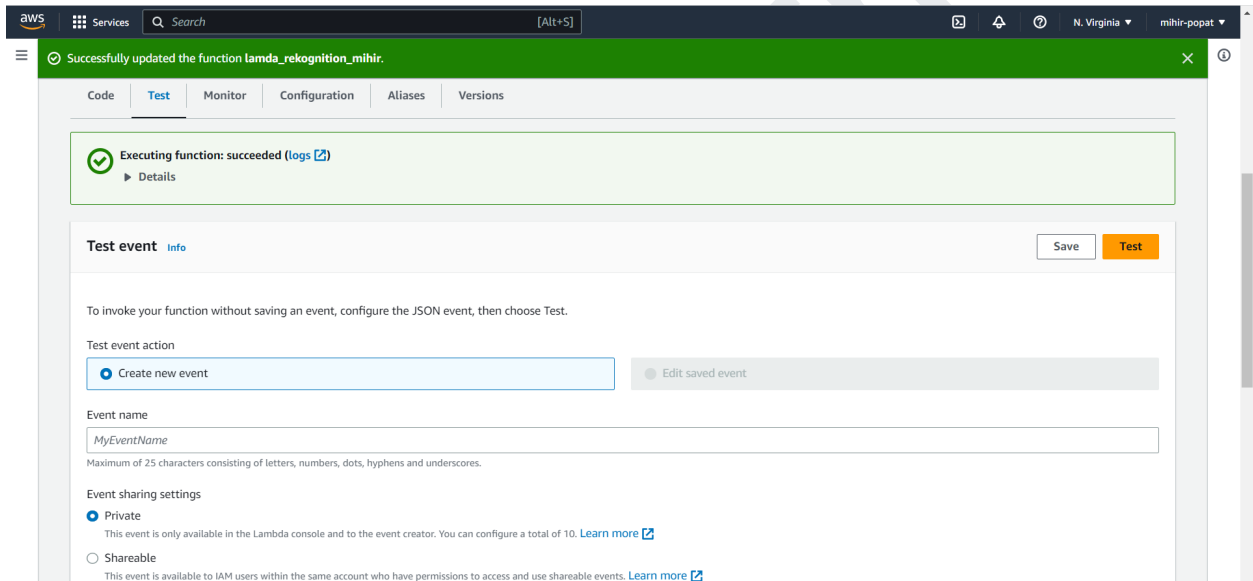 aws Services Search [Alt+S] N. Virginia ▼ mihir-popat ▼
Successfully updated the function lamda_rekognition_mihir.
Code Test Monitor Configuration Aliases Versions
Executing function: succeeded (logs)
Details
Test event Info Save Test
To invoke your function without saving an event, configure the JSON event, then choose Test.
Test event action
Create new event Edit saved event
Event name
MyEventName
Maximum of 25 characters consisting of letters, numbers, dots, hyphens and underscores.
Event sharing settings
Private
This event is only available in the Lambda console and to the event creator. You can configure a total of 10. Learn more
Shareable
This event is available to IAM users within the same account who have permissions to access and use shareable events. Learn more